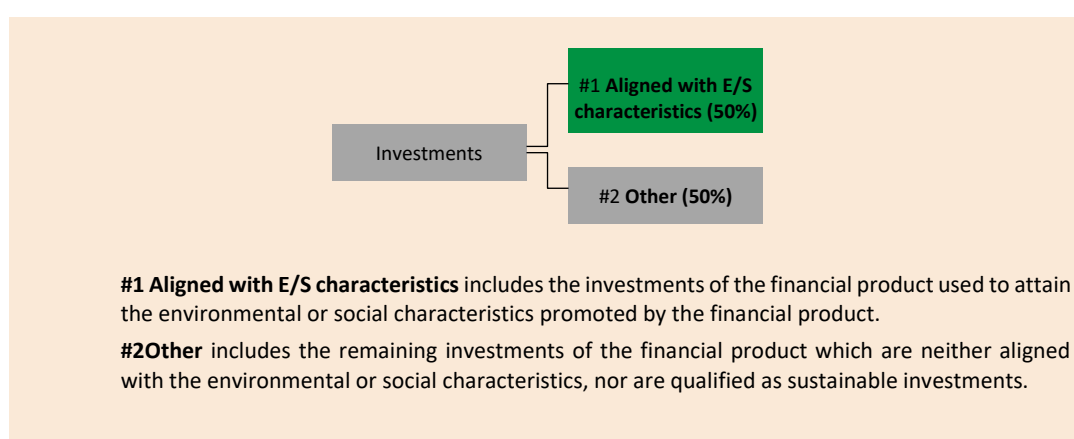 #1 Aligned with E/S
characteristics (50%)
Investments
#2 Other (50%)
#1 Aligned with E/S characteristics includes the investments of the financial product used to attain
the environmental or social characteristics promoted by the financial product.
#2Other includes the remaining investments of the financial product which are neither aligned
with the environmental or social characteristics, nor are qualified as sustainable investments.